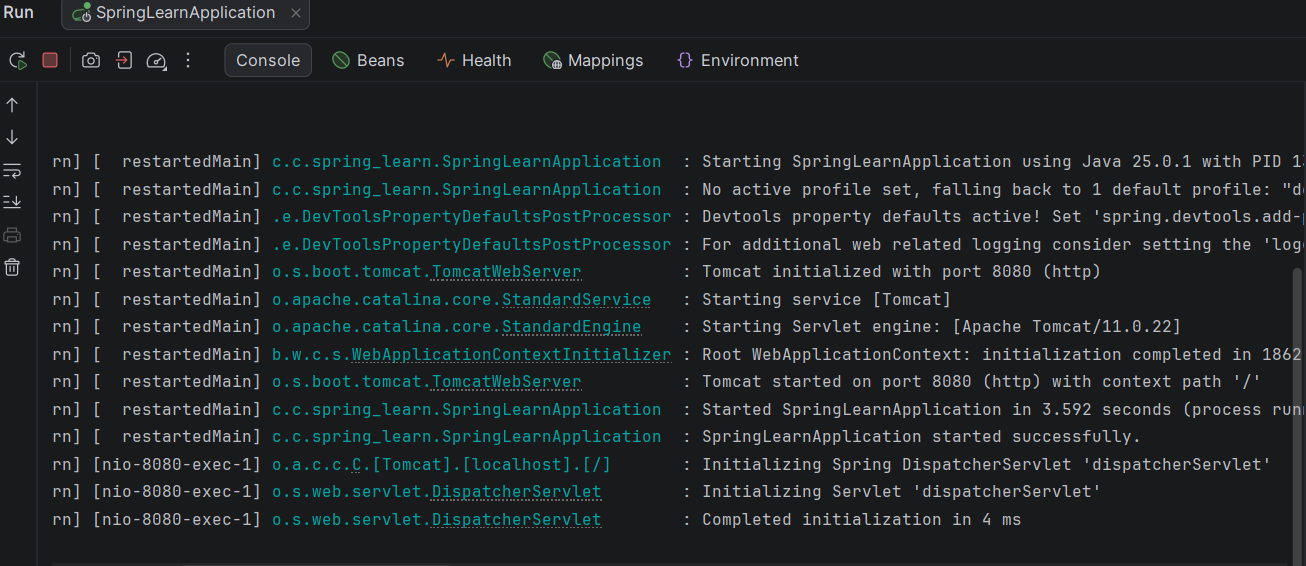 Run SpringLearnApplication
Console Beans Health Mappings Environment
rn] [  restartedMain] c.c.spring_learn.SpringLearnApplication  : Starting SpringLearnApplication using Java 25.0.1 with PID 13
rn] [  restartedMain] c.c.spring_learn.SpringLearnApplication  : No active profile set, falling back to 1 default profile: "de
rn] [  restartedMain] .e.DevToolsPropertyDefaultsPostProcessor : Devtools property defaults active! Set 'spring.devtools.add-p
rn] [  restartedMain] .e.DevToolsPropertyDefaultsPostProcessor : For additional web related logging consider setting the 'logg
rn] [  restartedMain] o.s.boot.tomcat.TomcatWebServer          : Tomcat initialized with port 8080 (http)
rn] [  restartedMain] o.apache.catalina.core.StandardService   : Starting service [Tomcat]
rn] [  restartedMain] o.apache.catalina.core.StandardEngine    : Starting Servlet engine: [Apache Tomcat/11.0.22]
rn] [  restartedMain] b.w.c.s.WebApplicationContextInitializer : Root WebApplicationContext: initialization completed in 1862
rn] [  restartedMain] o.s.boot.tomcat.TomcatWebServer          : Tomcat started on port 8080 (http) with context path '/'
rn] [  restartedMain] c.c.spring_learn.SpringLearnApplication  : Started SpringLearnApplication in 3.592 seconds (process runn
rn] [  restartedMain] c.c.spring_learn.SpringLearnApplication  : SpringLearnApplication started successfully.
rn] [nio-8080-exec-1] o.a.c.c.C.[Tomcat].[localhost].[/]       : Initializing Spring DispatcherServlet 'dispatcherServlet'
rn] [nio-8080-exec-1] o.s.web.servlet.DispatcherServlet        : Initializing Servlet 'dispatcherServlet'
rn] [nio-8080-exec-1] o.s.web.servlet.DispatcherServlet        : Completed initialization in 4 ms